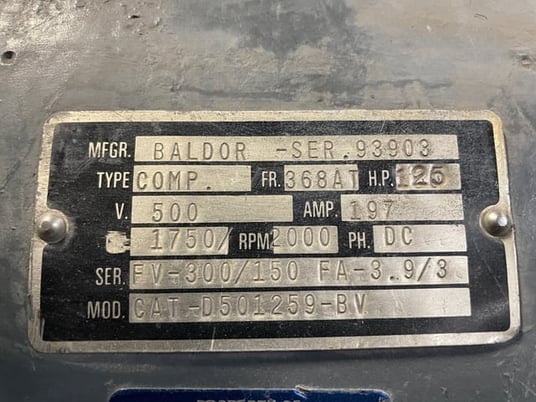 MFGR. BALDOR -SER.93903
TYPE COMP. FR. 368AT H.P. 125
V. 500 AMP. 197
1750/ RPM 2000 PH. DC
SER. FV-300/150 FA-3.9/3
MOD. CAT-D501259-BV